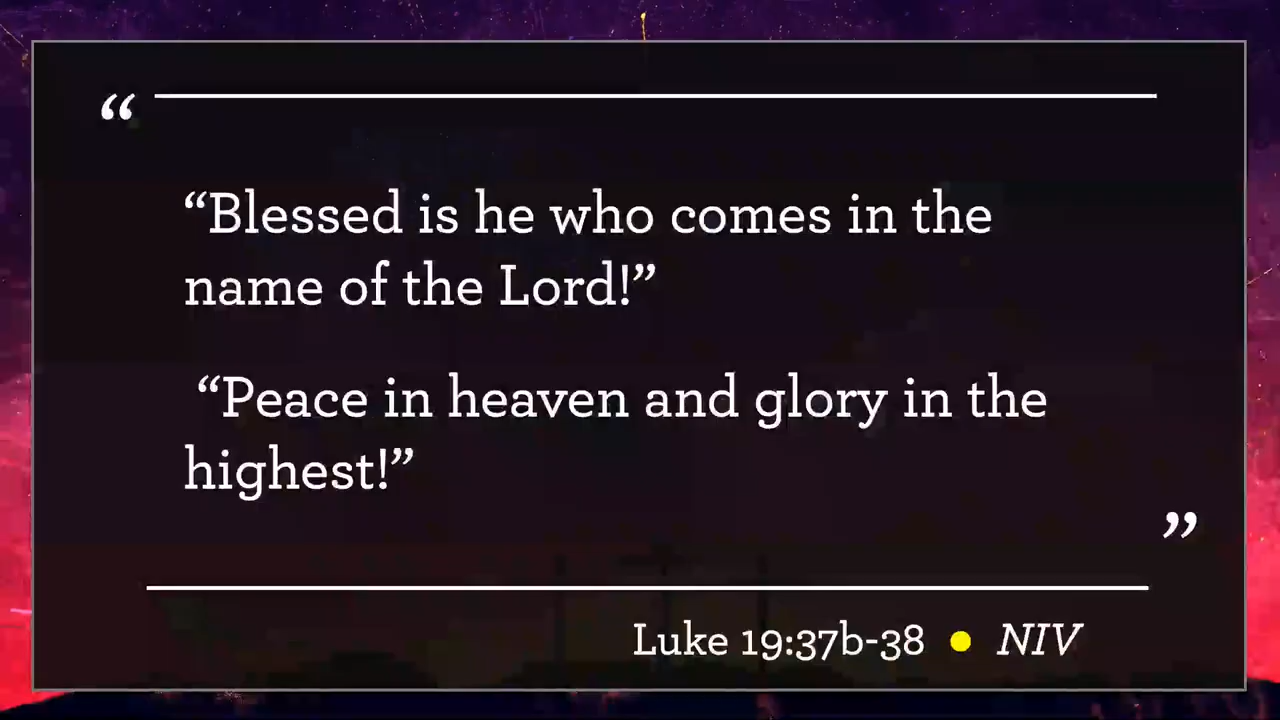 “
“Blessed is he who comes in the
name of the Lord!”
“Peace in heaven and glory in the
highest!”
”
Luke 19:37b-38 ● NIV